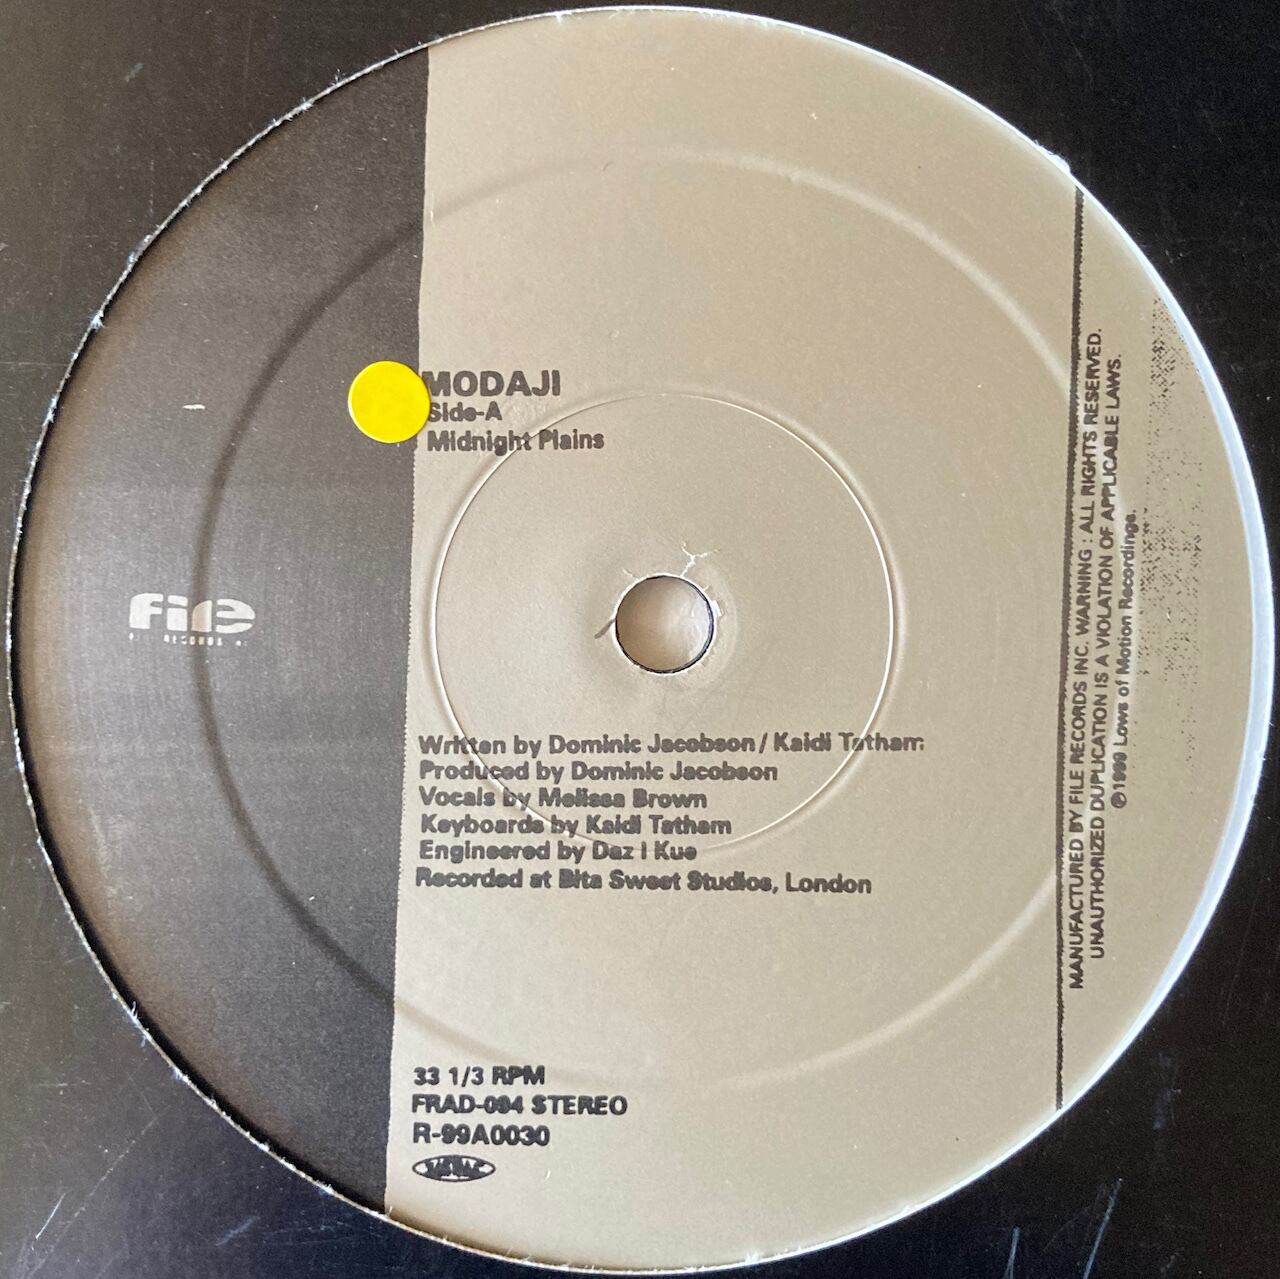 MODAJI
Side-A
Midnight Plains
file
RECORDS
Written by Dominic Jacobson / Kaidi Tatham
Produced by Dominic Jacobson
Vocals by Melissa Brown
Keyboards by Kaidi Tatham
Engineered by Daz I Kue
Recorded at Bita Sweet Studios, London
33 1/3 RPM
FRAD-094 STEREO
R-99A0030
MANUFACTURED BY FILE RECORDS INC. WARNING : ALL RIGHTS RESERVED.
UNAUTHORIZED DUPLICATION IS A VIOLATION OF APPLICABLE LAWS.
℗1999 Laws of Motion Recordings.